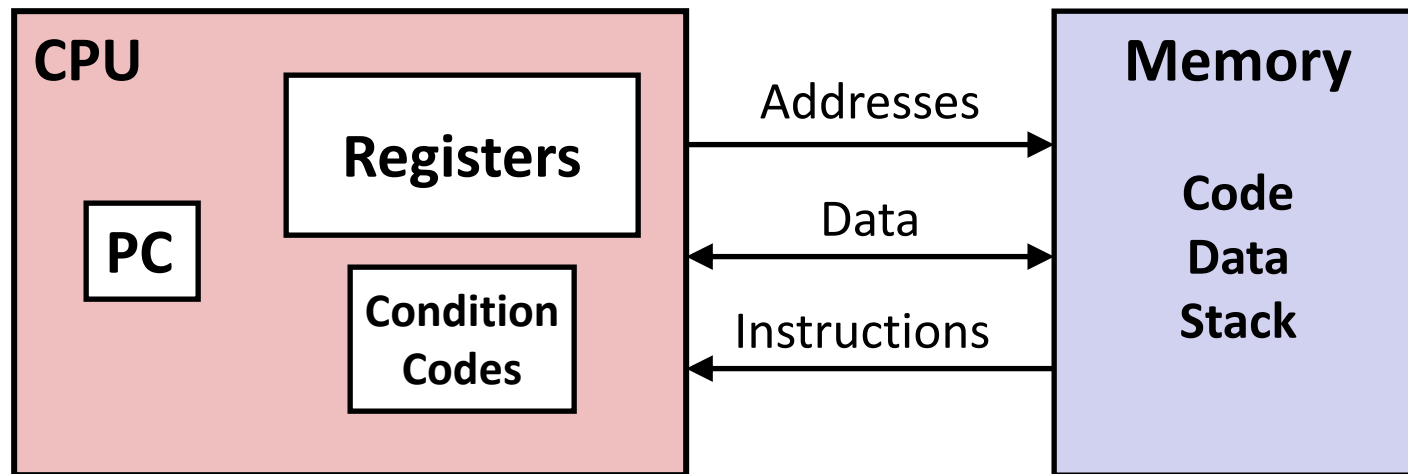 CPU
Registers
PC
Condition
Codes
Addresses
Data
Instructions
Memory
Code
Data
Stack